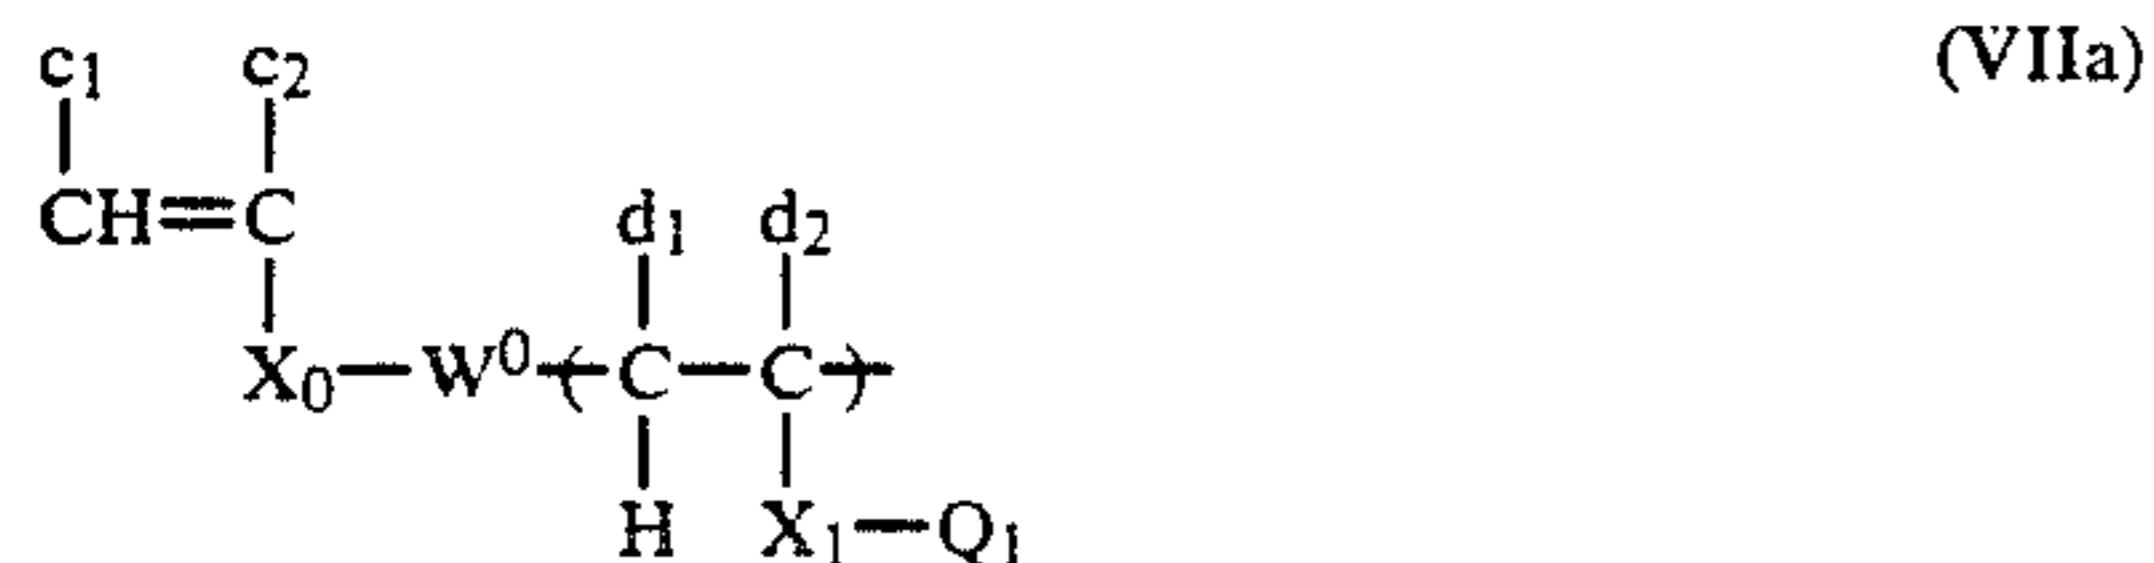 c1 c2 (VIIa)
CH=C d1 d2
X0—W0—(C—C)—
H X1—Q1